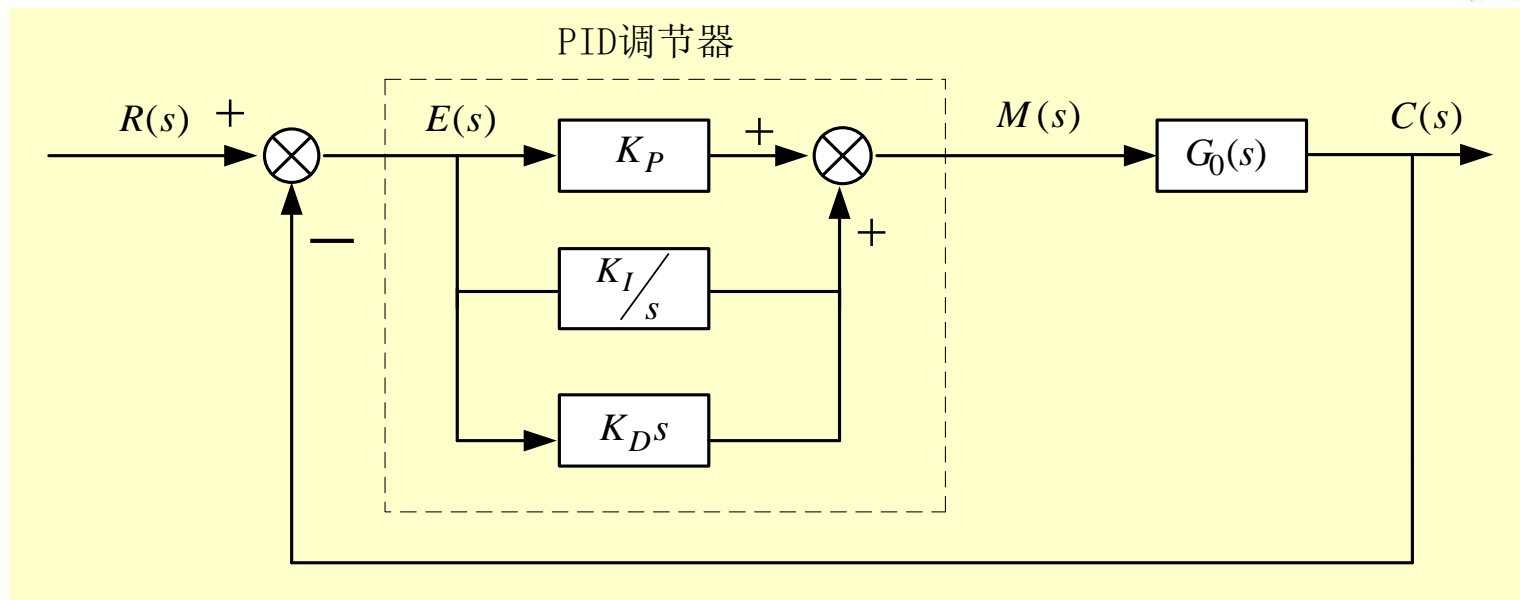 PID调节器
R(s) +
E(s)
K_P
+
M(s)
G_0(s)
C(s)
—
K_I/s
+
K_D s